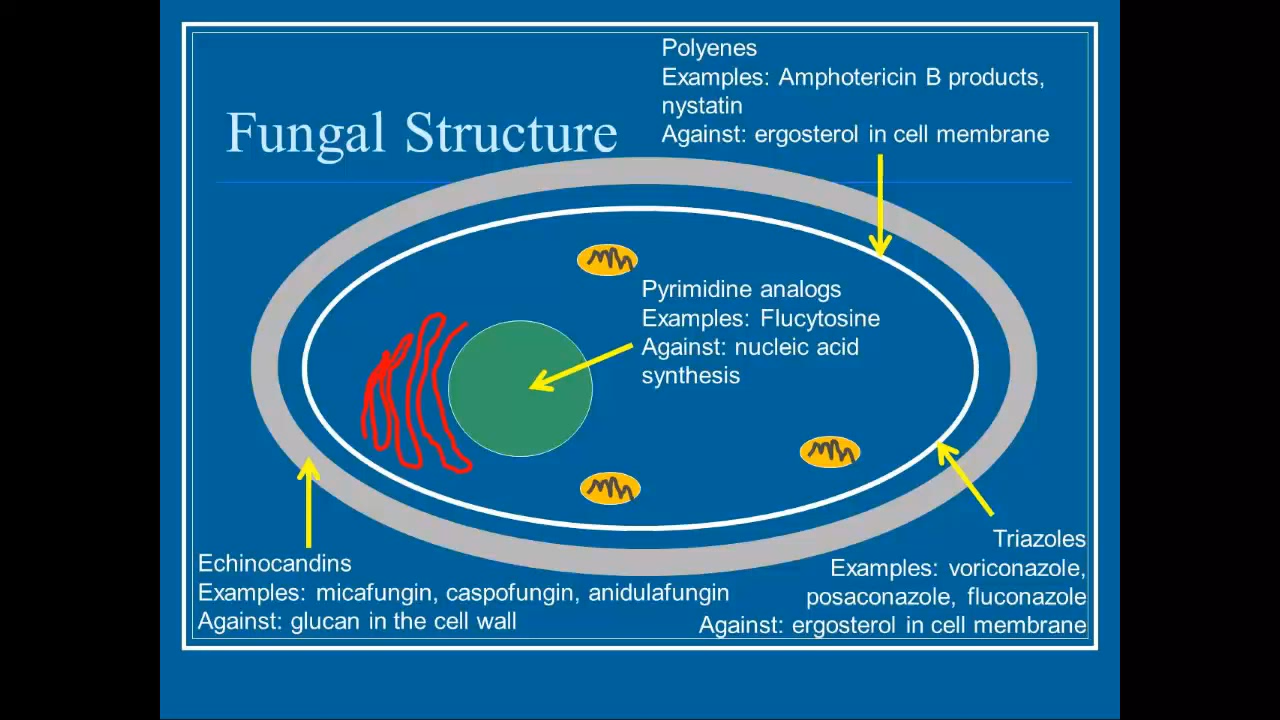 Fungal Structure
Polyenes
Examples: Amphotericin B products,
nystatin
Against: ergosterol in cell membrane
Pyrimidine analogs
Examples: Flucytosine
Against: nucleic acid
synthesis
Echinocandins
Examples: micafungin, caspofungin, anidulafungin
Against: glucan in the cell wall
Triazoles
Examples: voriconazole,
posaconazole, fluconazole
Against: ergosterol in cell membrane